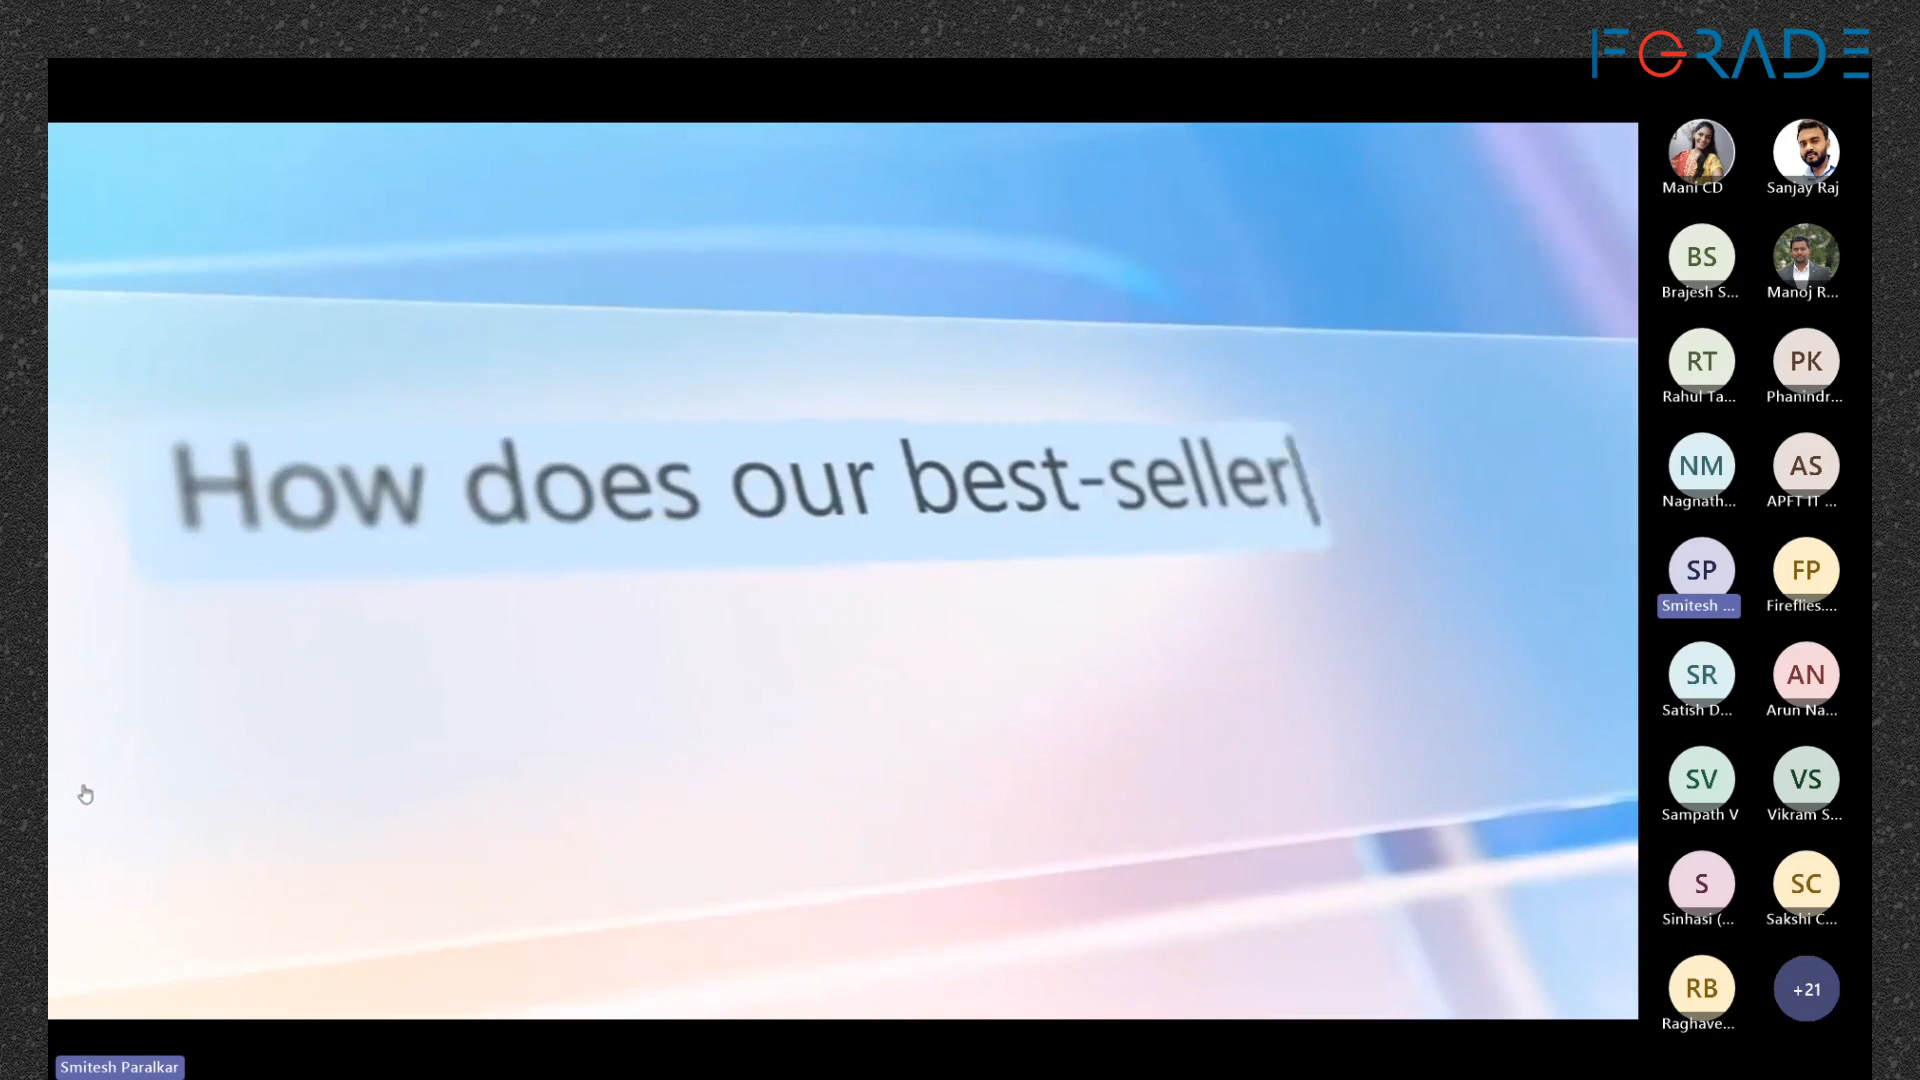 FGRADE
How does our best-seller
Mani CD
Sanjay Raj
BS
Brajesh S...
Manoj R...
RT
Rahul Ta...
PK
Phanindr...
NM
Nagnath...
AS
APFT IT ...
SP
Smitesh ...
FP
Fireflies....
SR
Satish D...
AN
Arun Na...
SV
Sampath V
VS
Vikram S...
S
Sinhasi (...
SC
Sakshi C...
RB
Raghave...
+21
Smitesh Paralkar